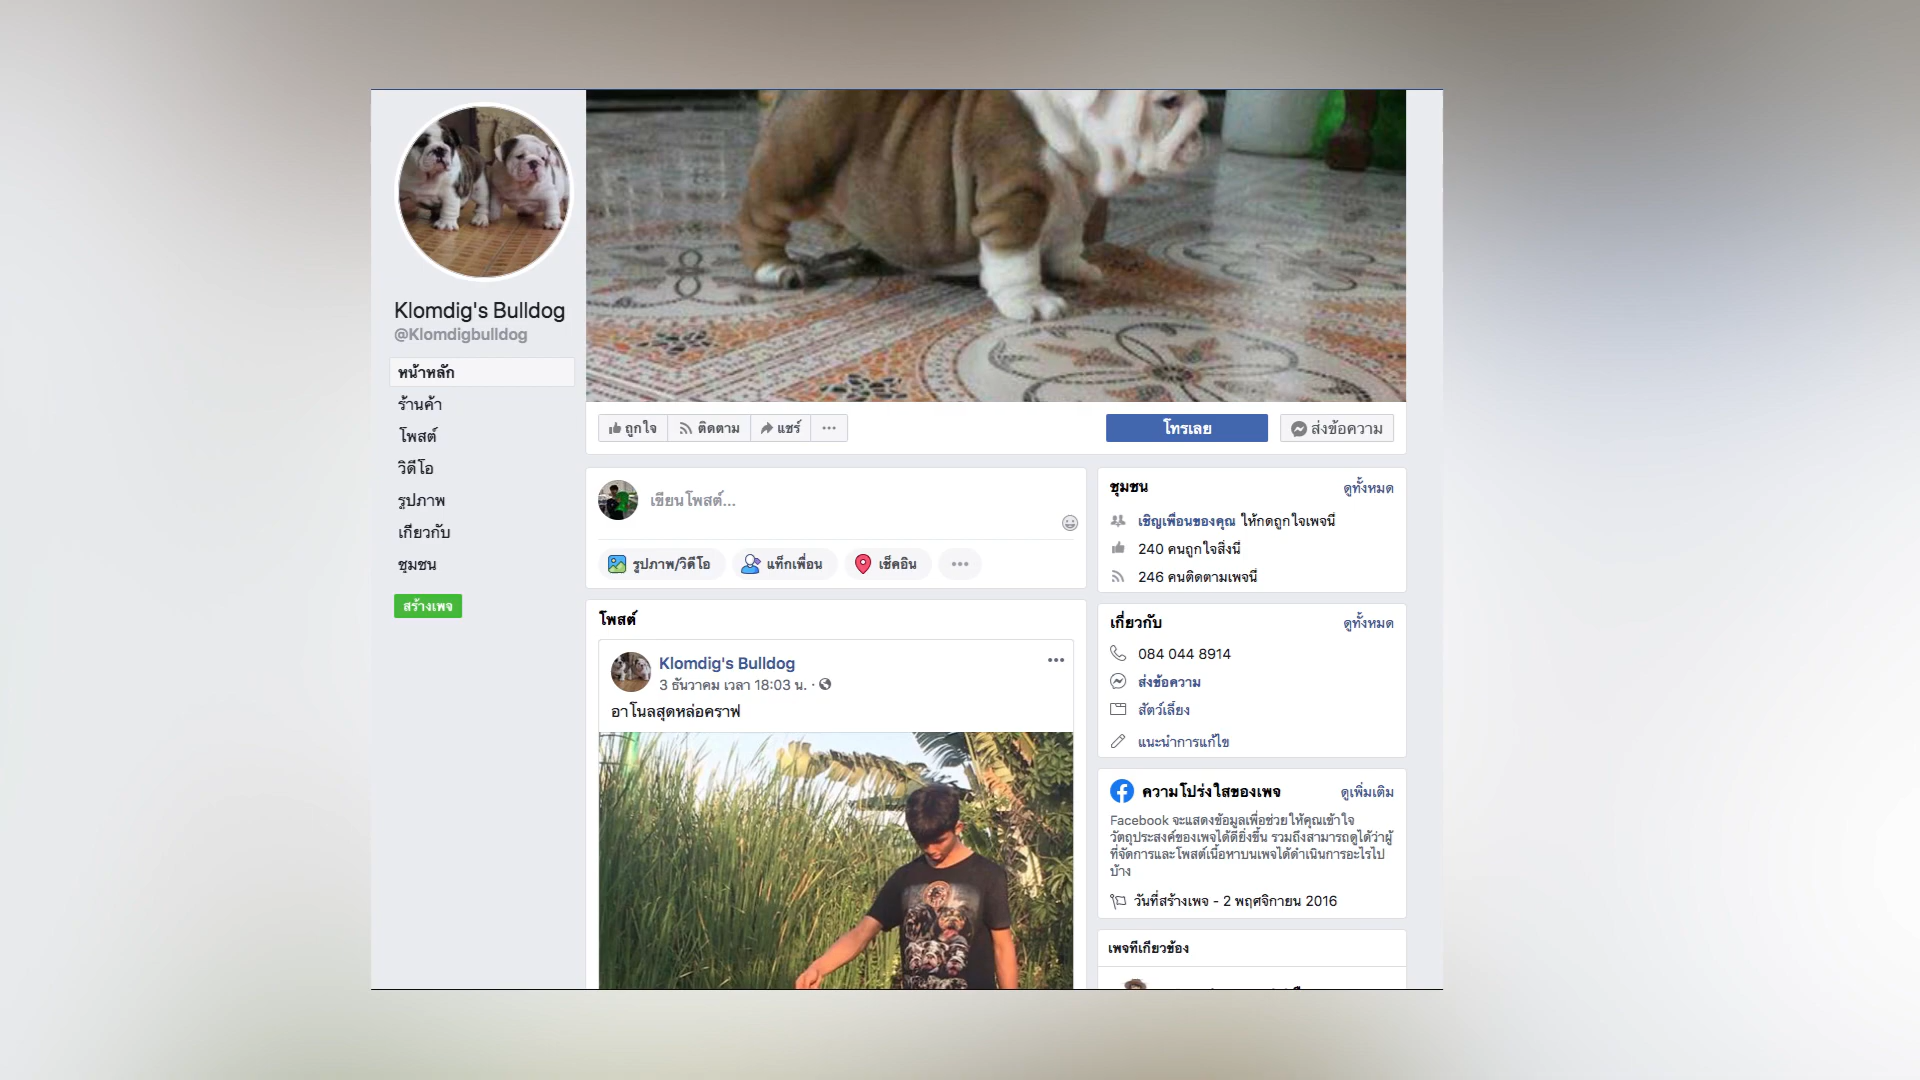 Klomdig's Bulldog
@Klomdigbulldog
หน้าหลัก
ร้านค้า
โพสต์
วิดีโอ
รูปภาพ
เกี่ยวกับ
ชุมชน
สร้างเพจ
ถูกใจ
ติดตาม
แชร์
โทรเลย
ส่งข้อความ
เขียนโพสต์...
รูปภาพ/วิดีโอ
แท็กเพื่อน
เช็คอิน
โพสต์
Klomdig's Bulldog
3 ธันวาคม เวลา 18:03 น. ·
อาโนลสุดหล่อคราฟ
ชุมชน
ดูทั้งหมด
เชิญเพื่อนของคุณ ให้กดถูกใจเพจนี้
240 คนถูกใจสิ่งนี้
246 คนติดตามเพจนี้
เกี่ยวกับ
ดูทั้งหมด
084 044 8914
ส่งข้อความ
สัตว์เลี้ยง
แนะนำการแก้ไข
ความโปร่งใสของเพจ
ดูเพิ่มเติม
Facebook จะแสดงข้อมูลเพื่อช่วยให้คุณเข้าใจ
วัตถุประสงค์ของเพจได้ดียิ่งขึ้น รวมถึงสามารถดูได้ว่าผู้
ที่จัดการและโพสต์เนื้อหาบนเพจได้ดำเนินการอะไรไป
บ้าง
วันที่สร้างเพจ - 2 พฤศจิกายน 2016
เพจที่เกี่ยวข้อง